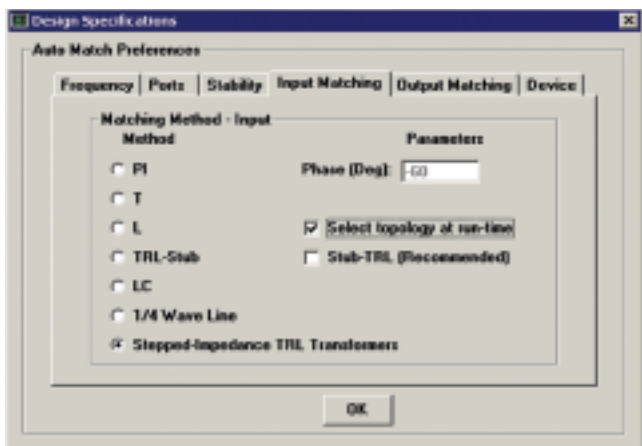 Design Specifications
Auto Match Preferences
Frequency Ports Stability Input Matching Output Matching Device
Matching Method - Input
Method Parameters
PI Phase (Deg): -60
T
L Select topology at run-time
TRL-Stub Stub-TRL (Recommended)
LC
1/4 Wave Line
Stepped-Impedance TRL Transformers
OK